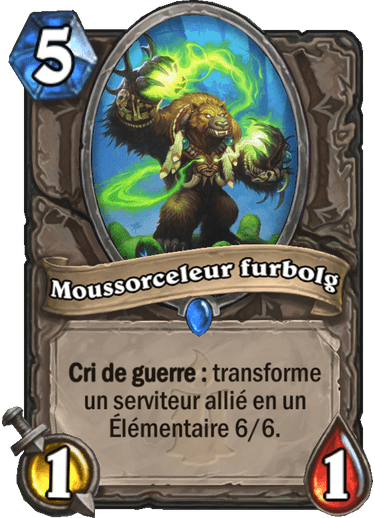 5
Moussorceleur furbolg
Cri de guerre : transforme
un serviteur allié en un
Élémentaire 6/6.
1
1